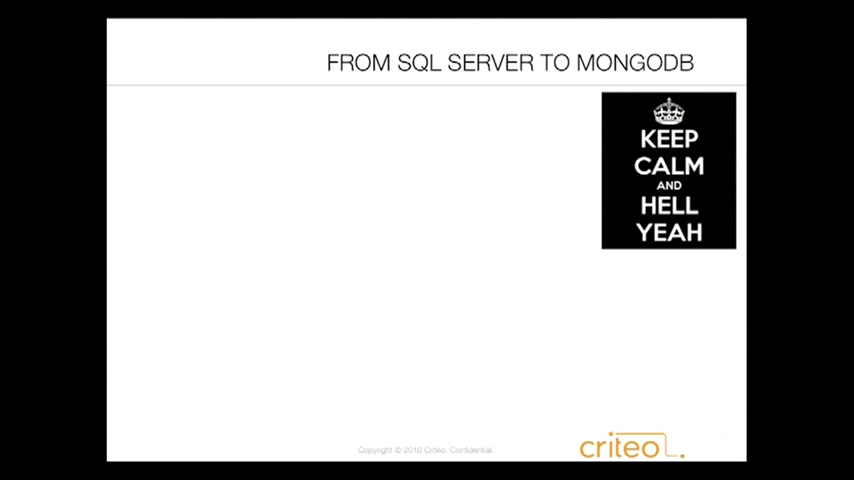 FROM SQL SERVER TO MONGODB
KEEP
CALM
AND
HELL
YEAH
Copyright © 2010 Criteo. Confidential.
criteo.